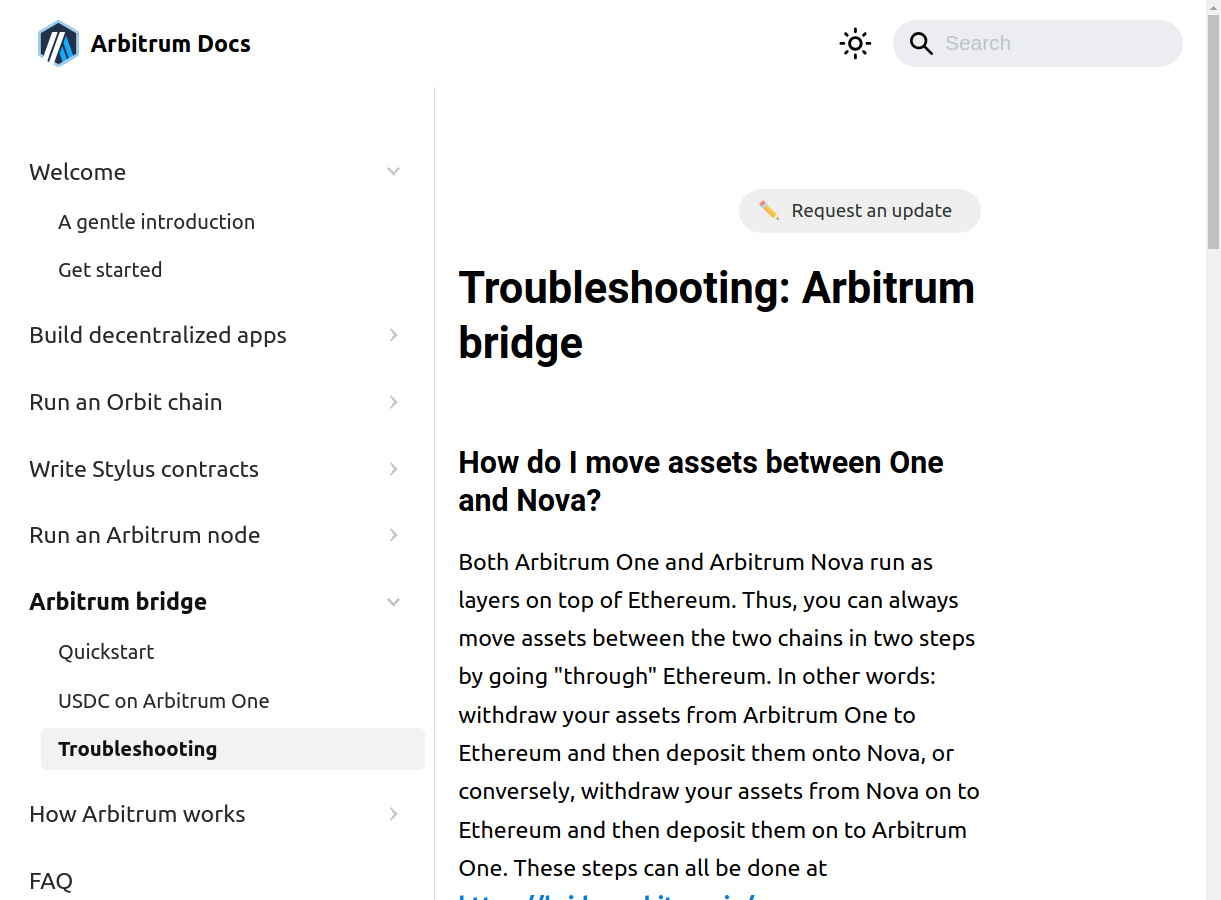 Arbitrum Docs
Search
Welcome
A gentle introduction
Get started
Build decentralized apps
Run an Orbit chain
Write Stylus contracts
Run an Arbitrum node
Arbitrum bridge
Quickstart
USDC on Arbitrum One
Troubleshooting
How Arbitrum works
FAQ
Request an update
Troubleshooting: Arbitrum
bridge
How do I move assets between One
and Nova?
Both Arbitrum One and Arbitrum Nova run as
layers on top of Ethereum. Thus, you can always
move assets between the two chains in two steps
by going "through" Ethereum. In other words:
withdraw your assets from Arbitrum One to
Ethereum and then deposit them onto Nova, or
conversely, withdraw your assets from Nova on to
Ethereum and then deposit them on to Arbitrum
One. These steps can all be done at